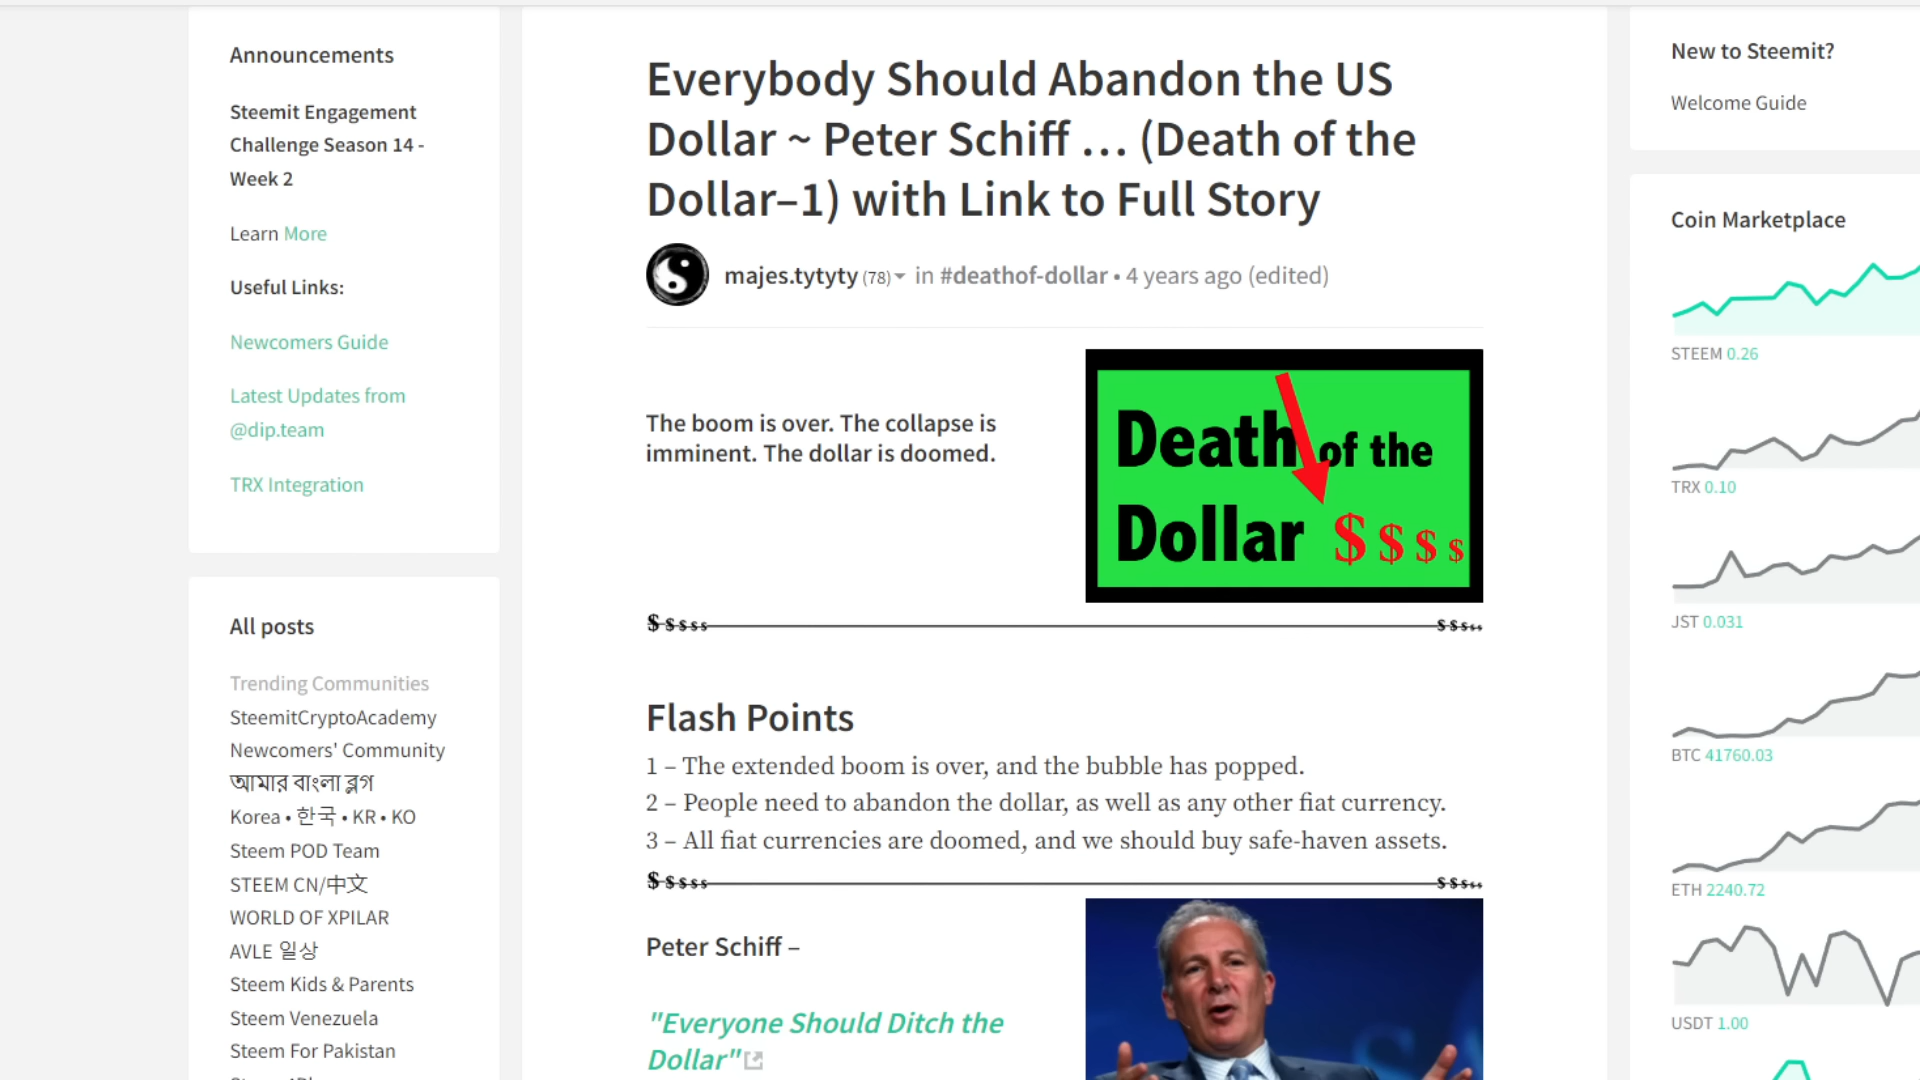 Announcements
Steemit Engagement
Challenge Season 14 -
Week 2
Learn More
Useful Links:
Newcomers Guide
Latest Updates from
@dip.team
TRX Integration
All posts
Trending Communities
SteemitCryptoAcademy
Newcomers' Community
আমার বাংলা ব্লগ
Korea • 한국 • KR • KO
Steem POD Team
STEEM CN/中文
WORLD OF XPILAR
AVLE 일상
Steem Kids & Parents
Steem Venezuela
Steem For Pakistan
Everybody Should Abandon the US
Dollar ~ Peter Schiff … (Death of the
Dollar–1) with Link to Full Story
majes.tytyty (78) in #deathof-dollar • 4 years ago (edited)
The boom is over. The collapse is
imminent. The dollar is doomed.
Death of the
Dollar $ $ $ $
$ $ $ $ $ $ $ $ $ $
Flash Points
1 – The extended boom is over, and the bubble has popped.
2 – People need to abandon the dollar, as well as any other fiat currency.
3 – All fiat currencies are doomed, and we should buy safe-haven assets.
$ $ $ $ $ $ $ $ $ $
Peter Schiff –
"Everyone Should Ditch the
Dollar"
New to Steemit?
Welcome Guide
Coin Marketplace
STEEM 0.26
TRX 0.10
JST 0.031
BTC 41760.03
ETH 2240.72
USDT 1.00